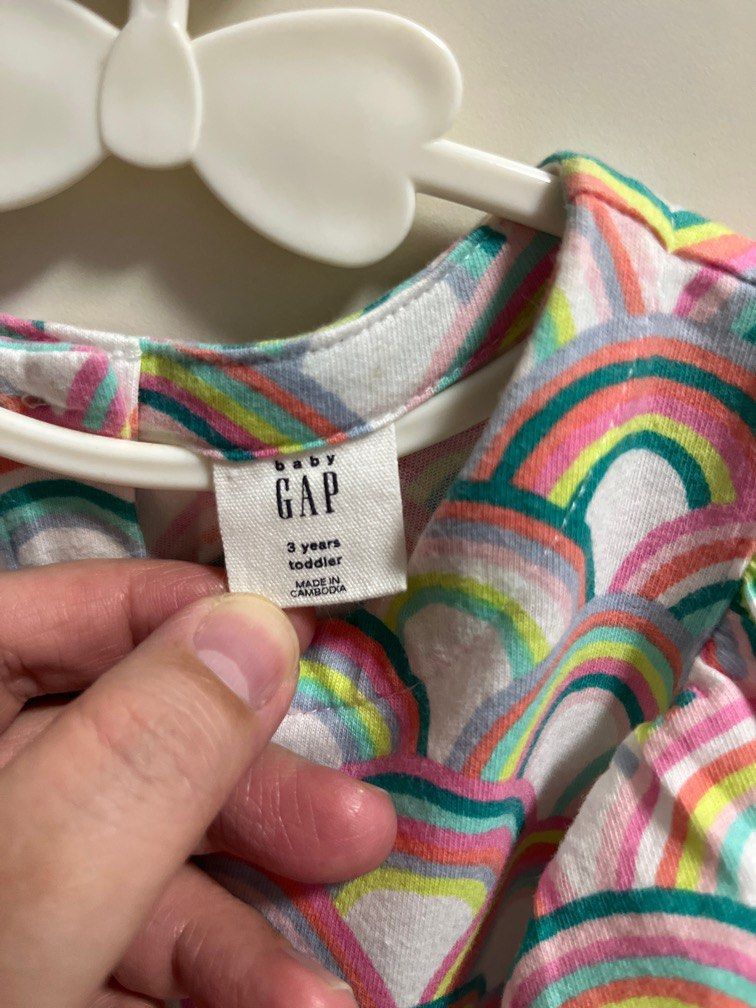 baby
GAP
3 years
toddler
MADE IN
CAMBODIA